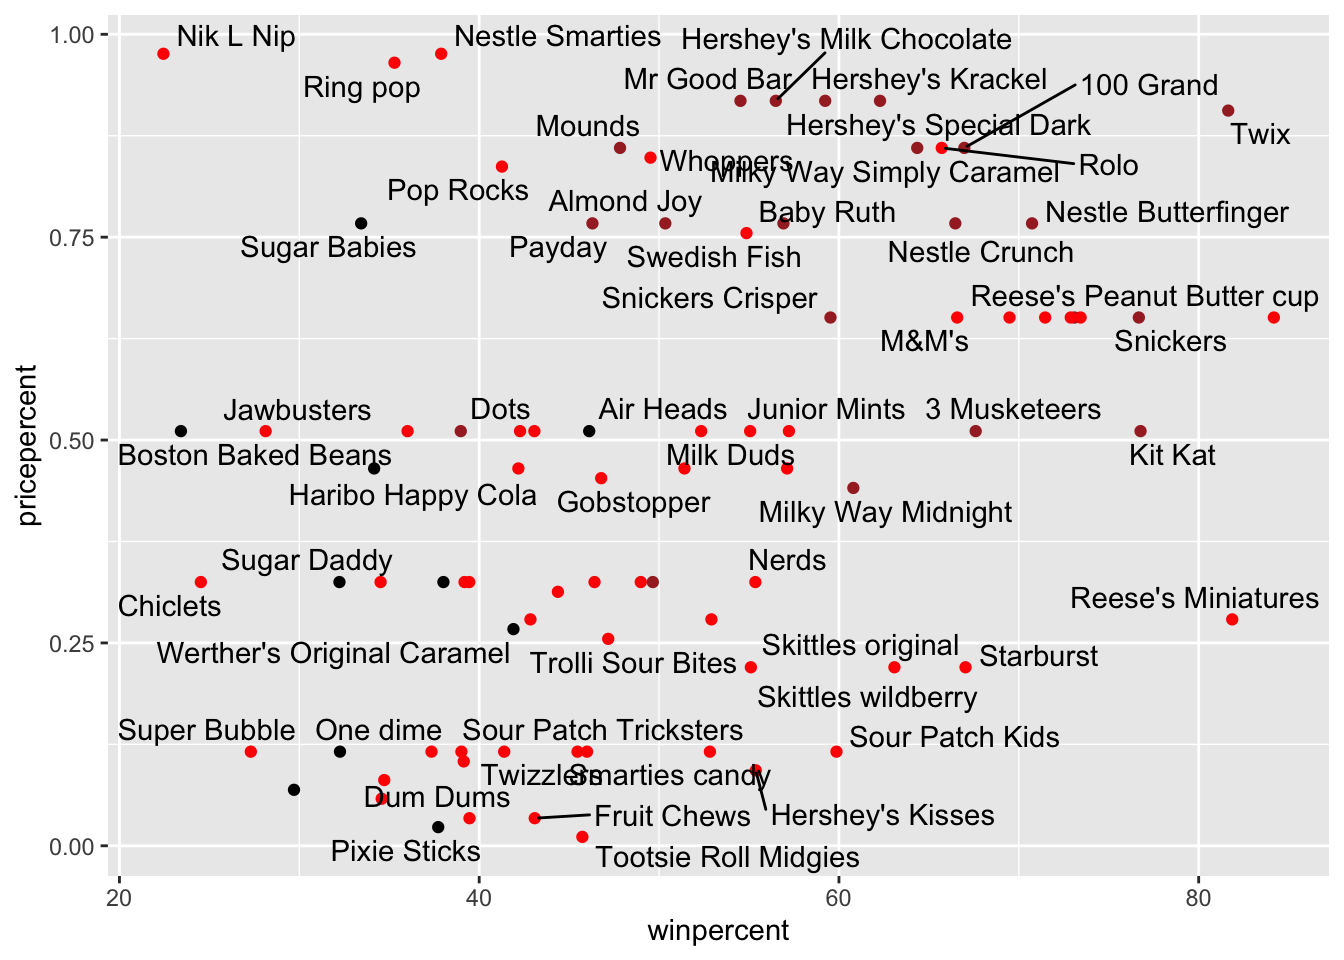 1.00
Nik L Nip
Nestle Smarties
Hershey's Milk Chocolate
Ring pop
Mr Good Bar
Hershey's Krackel
100 Grand
Mounds
Hershey's Special Dark
Twix
Whoppers
Milky Way Simply Caramel
Rolo
Pop Rocks
Almond Joy
Baby Ruth
Nestle Butterfinger
0.75
Sugar Babies
Payday
Swedish Fish
Nestle Crunch
Snickers Crisper
Reese's Peanut Butter cup
M&M's
Snickers
Jawbusters
Dots
Air Heads
Junior Mints
3 Musketeers
0.50
Boston Baked Beans
Milk Duds
Kit Kat
Haribo Happy Cola
Gobstopper
Milky Way Midnight
Sugar Daddy
Nerds
Chiclets
Reese's Miniatures
0.25
Werther's Original Caramel
Trolli Sour Bites
Skittles original
Starburst
Skittles wildberry
Super Bubble
One dime
Sour Patch Tricksters
Sour Patch Kids
Twizzlers
Smarties candy
Dum Dums
Fruit Chews
Hershey's Kisses
0.00
Pixie Sticks
Tootsie Roll Midgies
20
40
60
80
winpercent
pricepercent